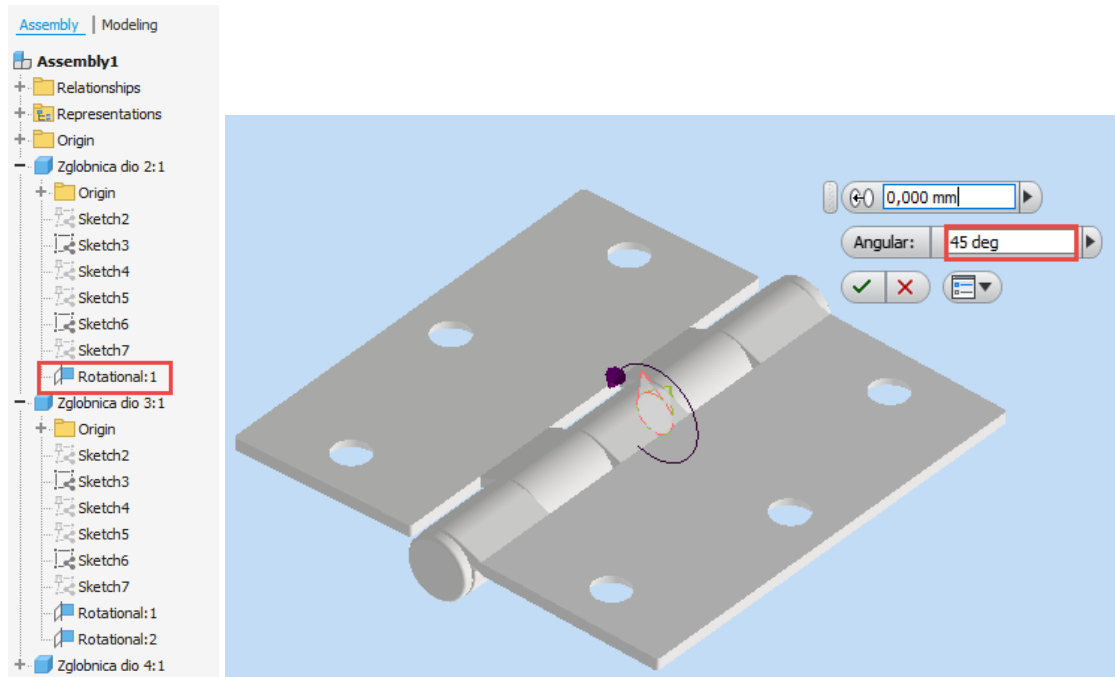 Assembly | Modeling
Assembly1
Relationships
Representations
Origin
Zglobnica dio 2:1
Origin
Sketch2
Sketch3
Sketch4
Sketch5
Sketch6
Sketch7
Rotational:1
Zglobnica dio 3:1
Origin
Sketch2
Sketch3
Sketch4
Sketch5
Sketch6
Sketch7
Rotational:1
Rotational:2
Zglobnica dio 4:1
0,000 mm
Angular: 45 deg